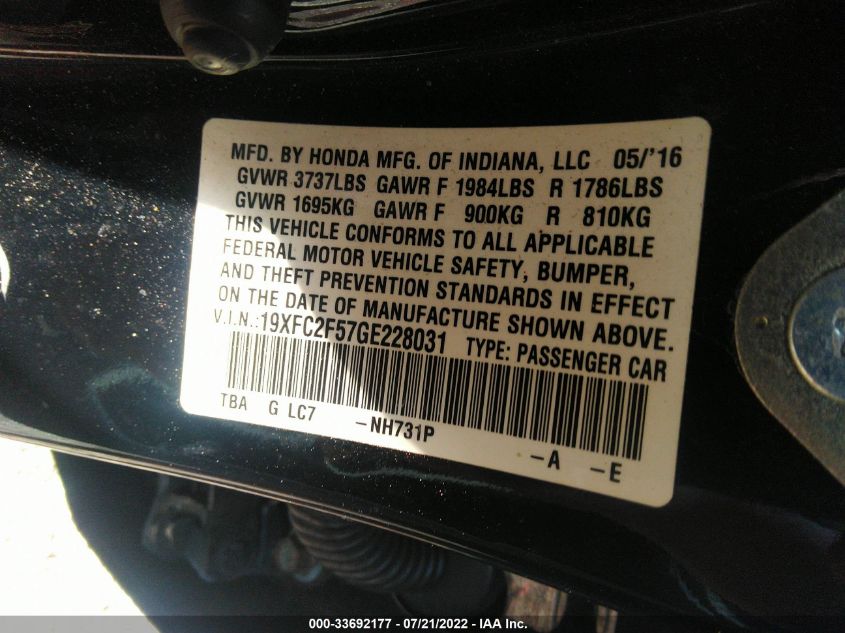 MFD. BY HONDA MFG. OF INDIANA, LLC 05/'16
GVWR 3737LBS GAWR F 1984LBS R 1786LBS
GVWR 1695KG GAWR F 900KG R 810KG
THIS VEHICLE CONFORMS TO ALL APPLICABLE
FEDERAL MOTOR VEHICLE SAFETY, BUMPER,
AND THEFT PREVENTION STANDARDS IN EFFECT
ON THE DATE OF MANUFACTURE SHOWN ABOVE.
V.I.N.:19XFC2F57GE228031 TYPE: PASSENGER CAR
TBA G LC7 -NH731P -A -E
000-33692177 - 07/21/2022 - IAA Inc.